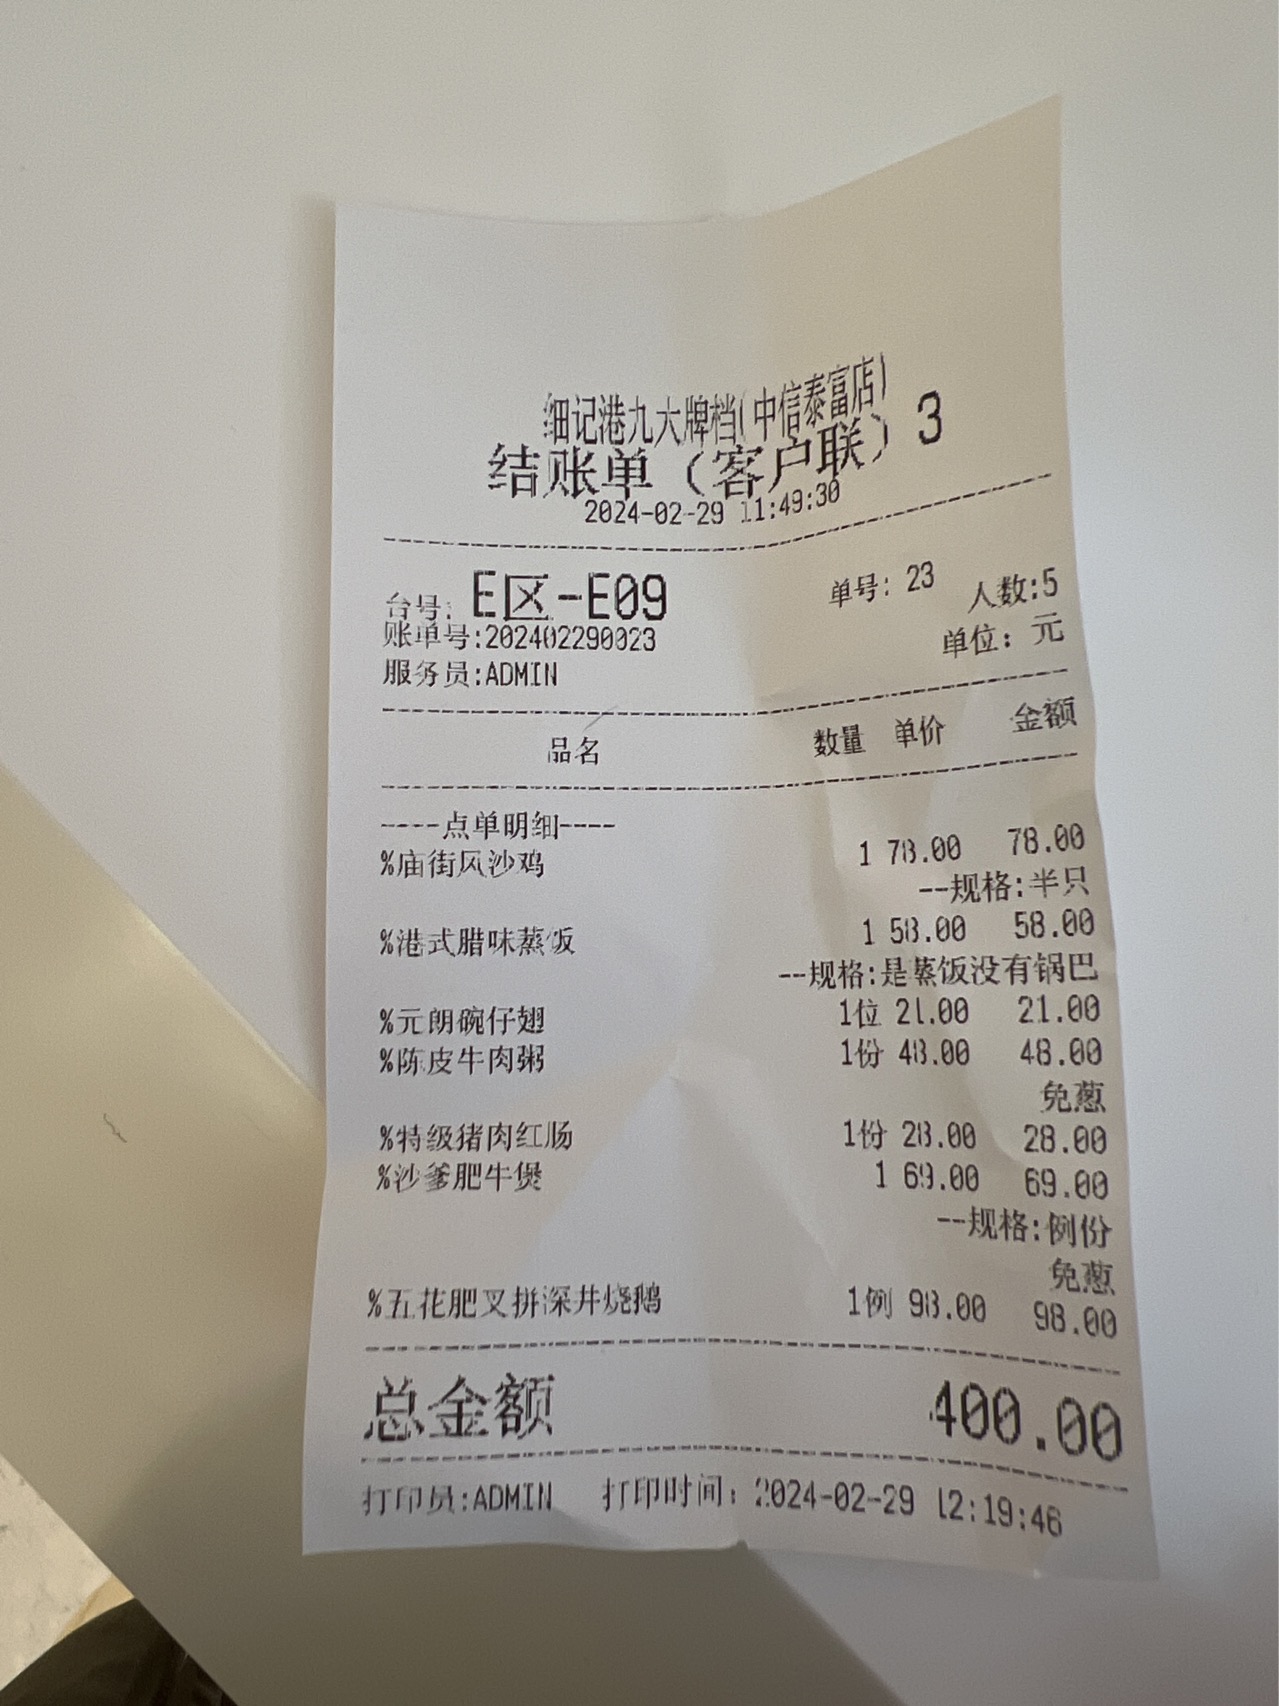 细记港九大牌档(中信泰富店)
结账单（客户联）3
2024-02-29 11:49:30
台号: E区-E09 单号: 23 人数:5
账单号:202402290023 单位: 元
服务员:ADMIN
品名 数量 单价 金额
----点单明细----
%庙街风沙鸡 1 78.00 78.00
--规格:半只
%港式腊味蒸饭 1 58.00 58.00
--规格:是蒸饭没有锅巴
%元朗碗仔翅 1位 21.00 21.00
%陈皮牛肉粥 1份 48.00 48.00
免葱
%特级猪肉红肠 1份 28.00 28.00
%沙爹肥牛煲 1 69.00 69.00
--规格:例份
免葱
%五花肥叉拼深井烧鹅 1例 98.00 98.00
总金额 400.00
打印员:ADMIN 打印时间: 2024-02-29 12:19:46